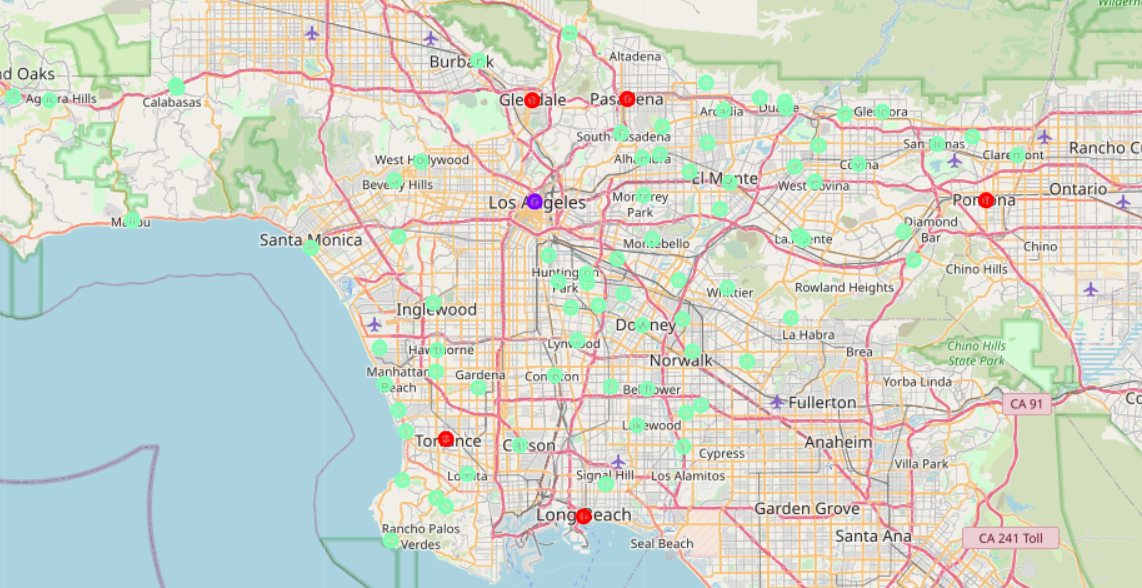 Wilderne
Altadena
Burbank
nd Oaks
Agoura Hills
Calabasas
Glendale
Pasadena
Arcadia
Duarte
Glendora
South Pasadena
San Dimas
Rancho Cu
West Hollywood
Alhambra
Covina
Claremont
Beverly Hills
El Monte
West Covina
Ontario
Los Angeles
Monterey
Park
Pomona
Malibu
Diamond
Bar
Santa Monica
Montebello
La Puente
Chino
Huntington
Park
Chino Hills
Whittier
Rowland Heights
Inglewood
Downey
La Habra
Hawthorne
Lynwood
Norwalk
Brea
Chino Hills
State Park
Manhattan
Beach
Gardena
Compton
Bellflower
Yorba Linda
Fullerton
CA 91
Co
Lakewood
Torrance
Carson
Anaheim
Cypress
Villa Park
Lomita
Signal Hill
Los Alamitos
Long Beach
Garden Grove
Rancho Palos
Verdes
Seal Beach
Santa Ana
CA 241 Toll